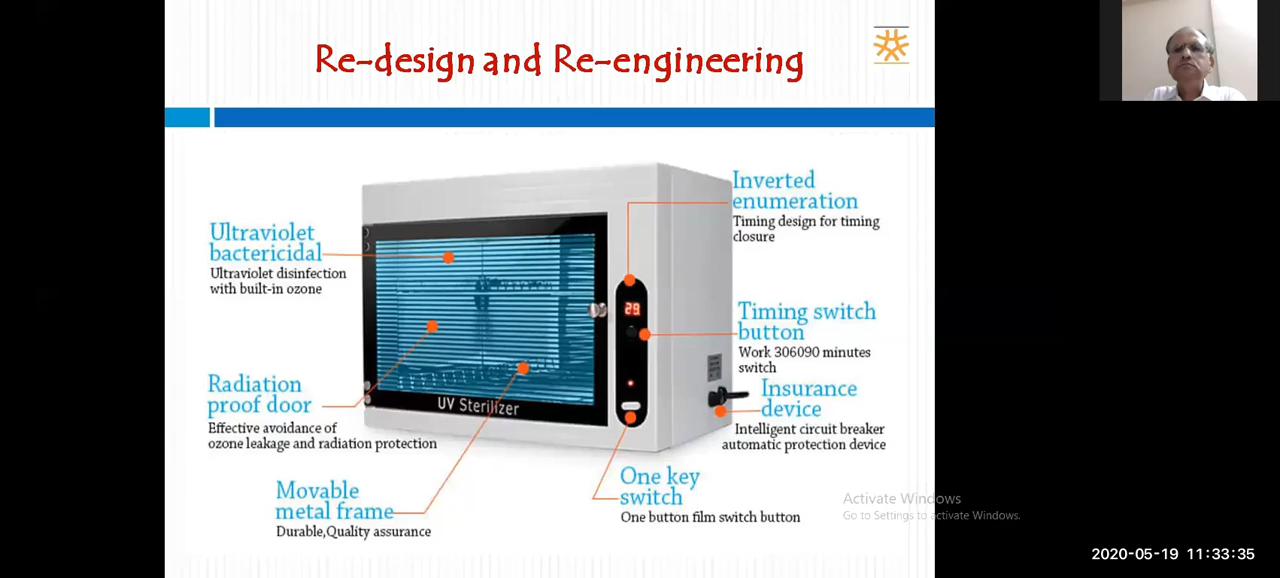 Re-design and Re-engineering
Ultraviolet
bactericidal
Ultraviolet disinfection
with built-in ozone
Radiation
proof door
Effective avoidance of
ozone leakage and radiation protection
Movable
metal frame
Durable,Quality assurance
29
UV Sterilizer
Inverted
enumeration
Timing design for timing
closure
Timing switch
button
Work 306090 minutes
switch
Insurance
device
Intelligent circuit breaker
automatic protection device
One key
switch
One button film switch button
Activate Windows
Go to Settings to activate Windows.
2020-05-19 11:33:35